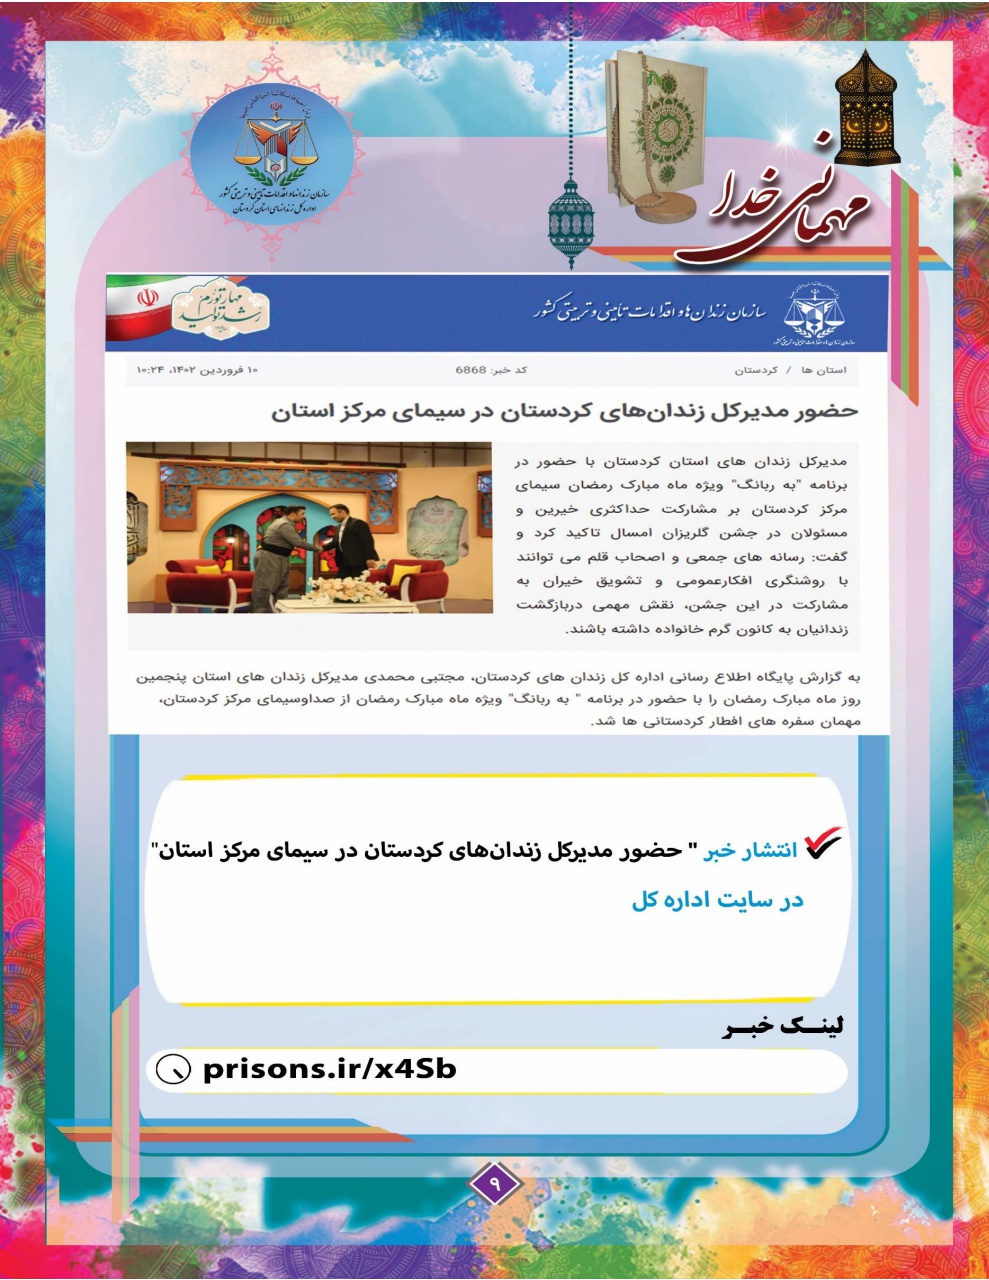 سازمان زندانها و اقدامات تأمینی و تربیتی کشور
اداره کل زندانهای استان کردستان
مهمانی خدا
مهار تورم
رشد تولید
سازمان زندان ها و اقدامات تأمینی و تربیتی کشور
استان ها / کردستان
کد خبر: 6868
۱۰ فروردین ۱۴۰۲، ۱۰:۲۴
حضور مدیرکل زندان‌های کردستان در سیمای مرکز استان
مدیرکل زندان های استان کردستان با حضور در
برنامه "به ربانگ" ویژه ماه مبارک رمضان سیمای
مرکز کردستان بر مشارکت حداکثری خیرین و
مسئولان در جشن گلریزان امسال تاکید کرد و
گفت: رسانه های جمعی و اصحاب قلم می توانند
با روشنگری افکارعمومی و تشویق خیران به
مشارکت در این جشن، نقش مهمی دربازگشت
زندانیان به کانون گرم خانواده داشته باشند.
به گزارش پایگاه اطلاع رسانی اداره کل زندان های کردستان، مجتبی محمدی مدیرکل زندان های استان پنجمین
روز ماه مبارک رمضان را با حضور در برنامه " به ربانگ" ویژه ماه مبارک رمضان از صداوسیمای مرکز کردستان،
مهمان سفره های افطار کردستانی ها شد.
انتشار خبر " حضور مدیرکل زندان‌های کردستان در سیمای مرکز استان"
در سایت اداره کل
لینــک خبــر
prisons.ir/x4Sb
۹